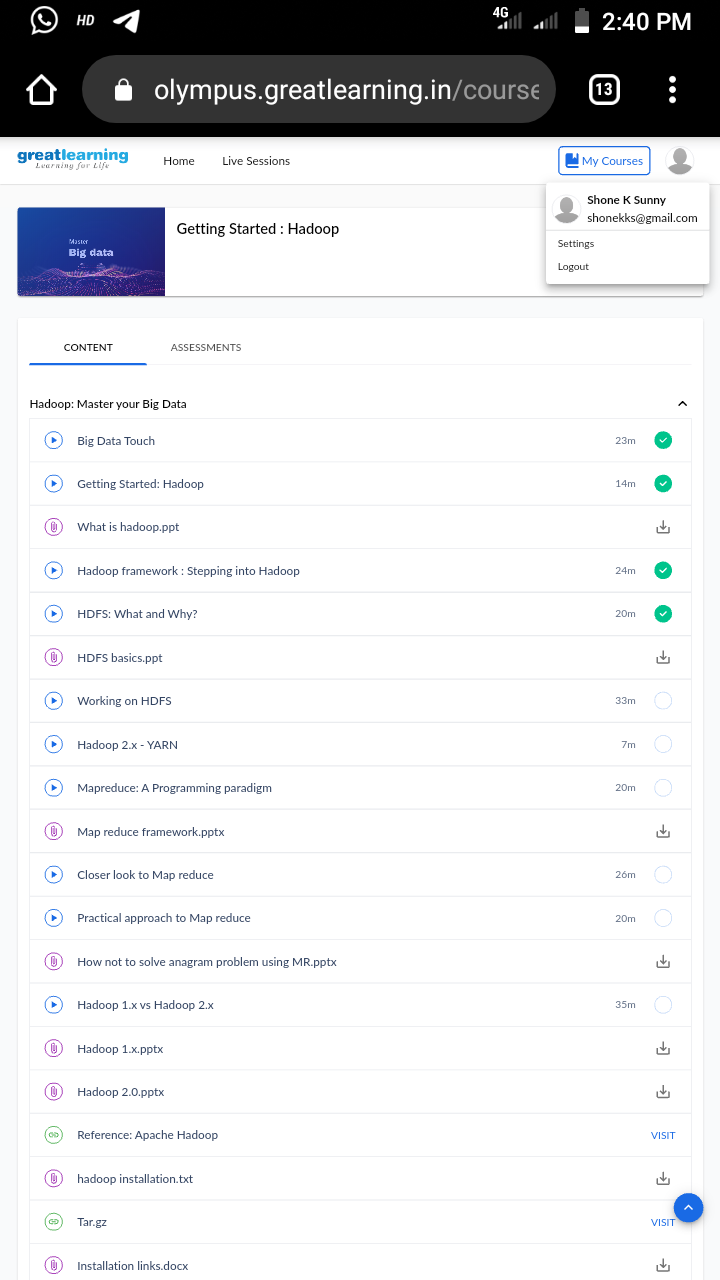 HD
4G
2:40 PM
olympus.greatlearning.in/course
13
greatlearning
Learning for Life
Home
Live Sessions
My Courses
Shone K Sunny
shonekks@gmail.com
Settings
Logout
Master
Big data
Getting Started : Hadoop
CONTENT
ASSESSMENTS
Hadoop: Master your Big Data
Big Data Touch 23m
Getting Started: Hadoop 14m
What is hadoop.ppt
Hadoop framework : Stepping into Hadoop 24m
HDFS: What and Why? 20m
HDFS basics.ppt
Working on HDFS 33m
Hadoop 2.x - YARN 7m
Mapreduce: A Programming paradigm 20m
Map reduce framework.pptx
Closer look to Map reduce 26m
Practical approach to Map reduce 20m
How not to solve anagram problem using MR.pptx
Hadoop 1.x vs Hadoop 2.x 35m
Hadoop 1.x.pptx
Hadoop 2.0.pptx
Reference: Apache Hadoop VISIT
hadoop installation.txt
Tar.gz VISIT
Installation links.docx